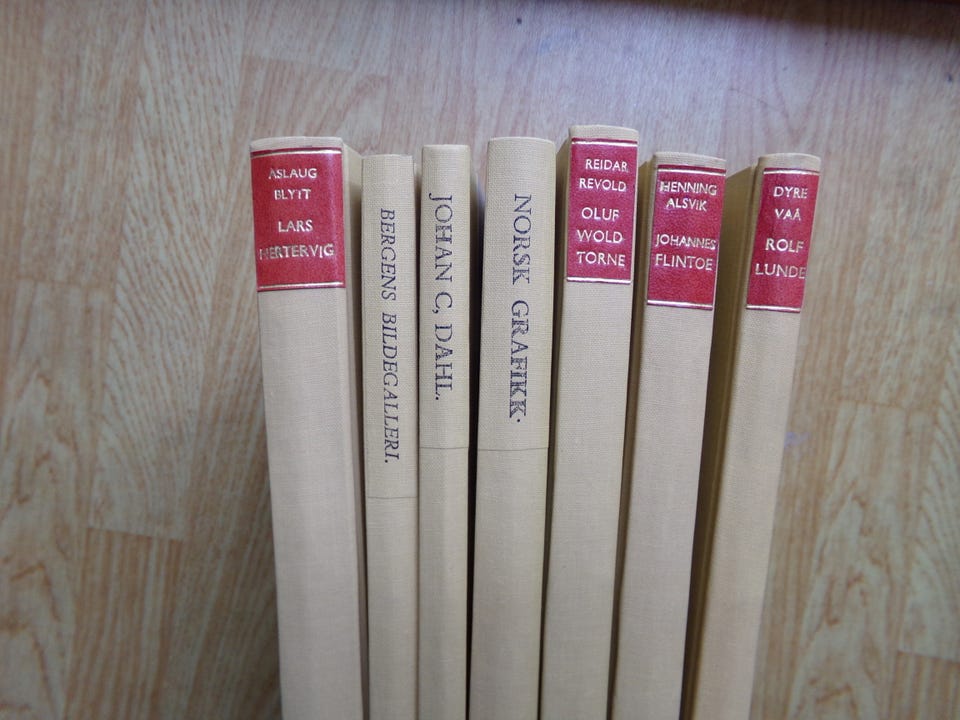 ASLAUG
BLYTT
LARS
HERTERVIG
BERGENS BILDEGALLERI.
JOHAN C, DAHL.
NORSK GRAFIKK.
REIDAR
REVOLD
OLUF
WOLD
TORNE
HENNING
ALSVIK
JOHANNES
FLINTOE
DYRE
VAA
ROLF
LUNDE